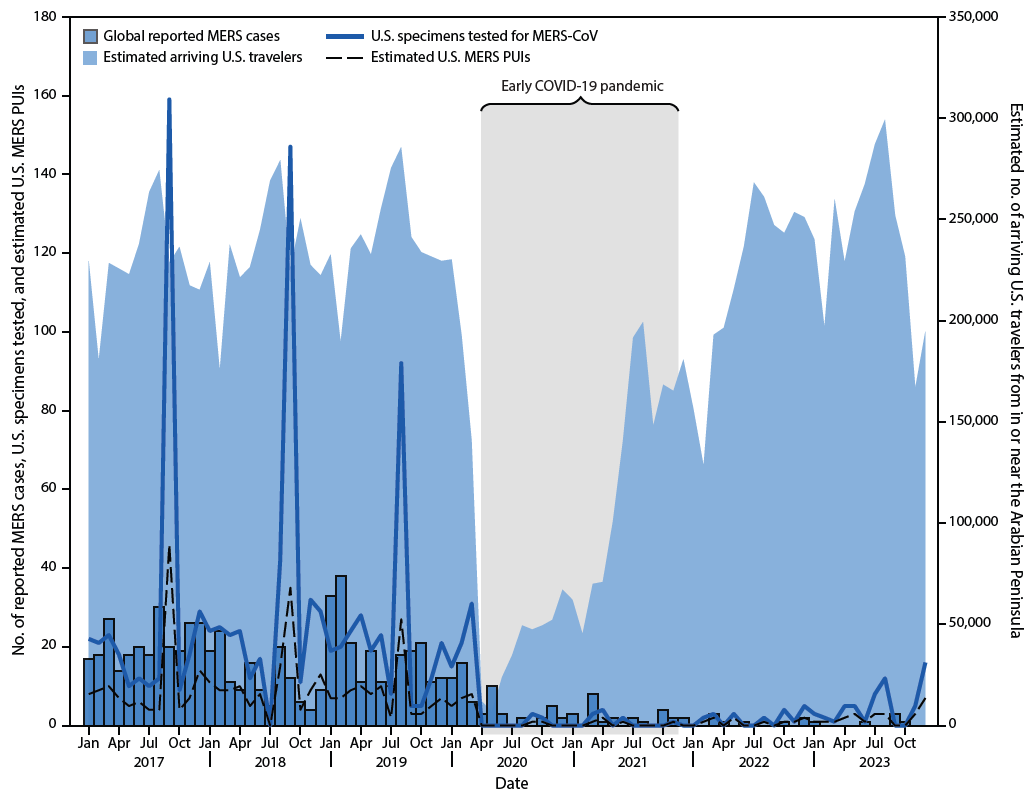 Global reported MERS cases
U.S. specimens tested for MERS-CoV
Estimated arriving U.S. travelers
Estimated U.S. MERS PUIs
Early COVID-19 pandemic
No. of reported MERS cases, U.S. specimens tested, and estimated U.S. MERS PUIs
180
160
140
120
100
80
60
40
20
0
350,000
300,000
250,000
200,000
150,000
100,000
50,000
0
Estimated no. of arriving U.S. travelers from in or near the Arabian Peninsula
Jan Apr Jul Oct Jan Apr Jul Oct Jan Apr Jul Oct Jan Apr Jul Oct Jan Apr Jul Oct Jan Apr Jul Oct Jan Apr Jul Oct
2017 2018 2019 2020 2021 2022 2023
Date